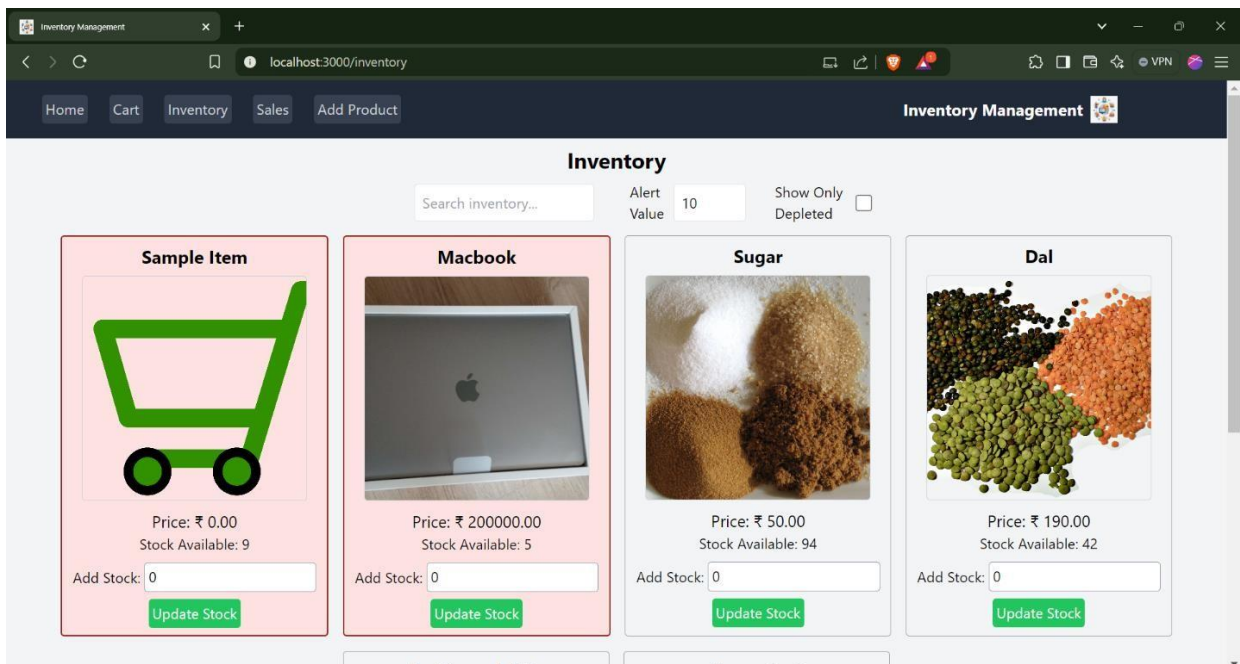 Inventory Management
localhost:3000/inventory
VPN
Home Cart Inventory Sales Add Product
Inventory Management
Inventory
Search inventory...
Alert
Value
10
Show Only
Depleted
Sample Item
Price: ₹ 0.00
Stock Available: 9
Add Stock: 0
Update Stock
Macbook
Price: ₹ 200000.00
Stock Available: 5
Add Stock: 0
Update Stock
Sugar
Price: ₹ 50.00
Stock Available: 94
Add Stock: 0
Update Stock
Dal
Price: ₹ 190.00
Stock Available: 42
Add Stock: 0
Update Stock